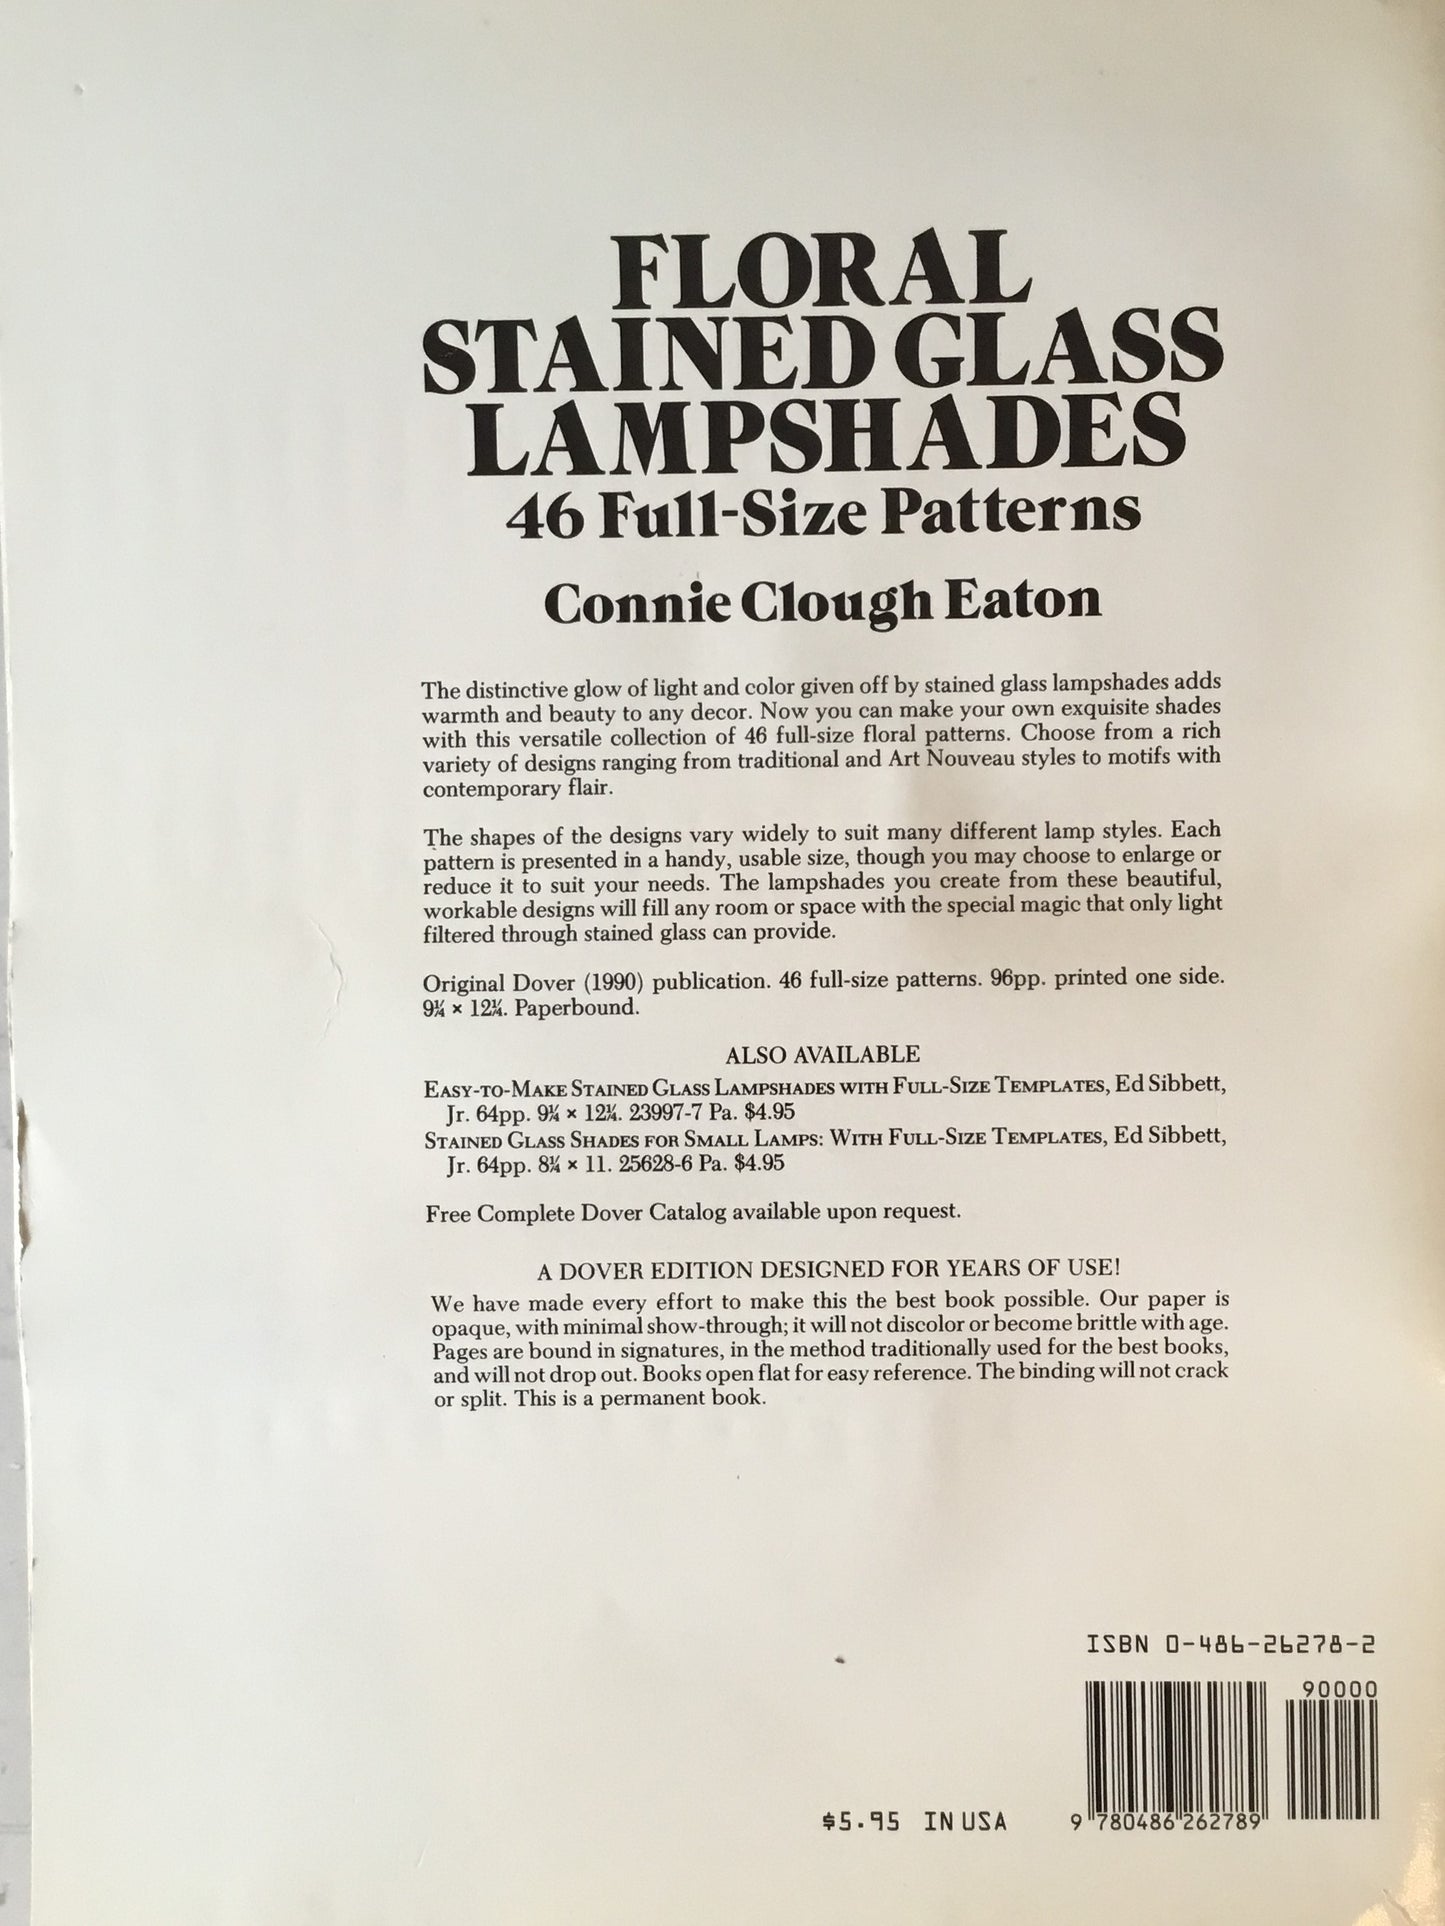 FLORAL
STAINED GLASS
LAMPSHADES
46 Full-Size Patterns
Connie Clough Eaton
The distinctive glow of light and color given off by stained glass lampshades adds
warmth and beauty to any decor. Now you can make your own exquisite shades
with this versatile collection of 46 full-size floral patterns. Choose from a rich
variety of designs ranging from traditional and Art Nouveau styles to motifs with
contemporary flair.
The shapes of the designs vary widely to suit many different lamp styles. Each
pattern is presented in a handy, usable size, though you may choose to enlarge or
reduce it to suit your needs. The lampshades you create from these beautiful,
workable designs will fill any room or space with the special magic that only light
filtered through stained glass can provide.
Original Dover (1990) publication. 46 full-size patterns. 96pp. printed one side.
9¼ × 12¼. Paperbound.
ALSO AVAILABLE
EASY-TO-MAKE STAINED GLASS LAMPSHADES WITH FULL-SIZE TEMPLATES, Ed Sibbett,
Jr. 64pp. 9¼ × 12¼. 23997-7 Pa. $4.95
STAINED GLASS SHADES FOR SMALL LAMPS: WITH FULL-SIZE TEMPLATES, Ed Sibbett,
Jr. 64pp. 8¼ × 11. 25628-6 Pa. $4.95
Free Complete Dover Catalog available upon request.
A DOVER EDITION DESIGNED FOR YEARS OF USE!
We have made every effort to make this the best book possible. Our paper is
opaque, with minimal show-through; it will not discolor or become brittle with age.
Pages are bound in signatures, in the method traditionally used for the best books,
and will not drop out. Books open flat for easy reference. The binding will not crack
or split. This is a permanent book.
ISBN 0-486-26278-2
90000
$5.95 IN USA
9 780486 262789